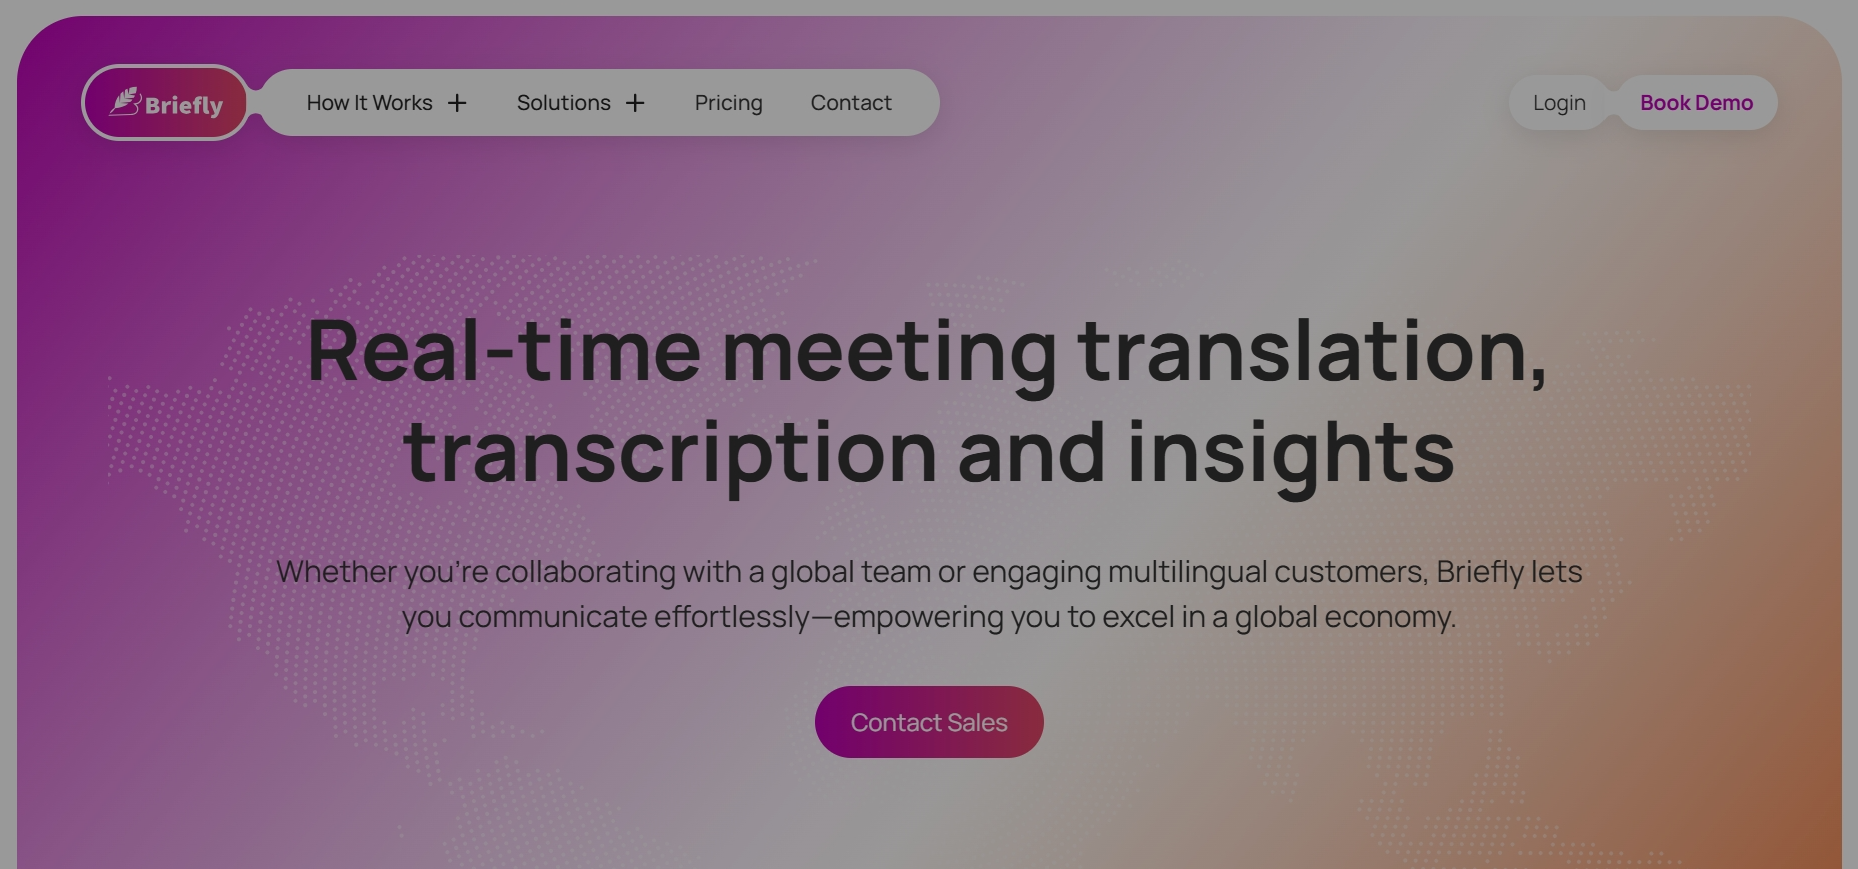 Briefly
How It Works + Solutions + Pricing Contact
Login Book Demo
Real-time meeting translation,
transcription and insights
Whether you're collaborating with a global team or engaging multilingual customers, Briefly lets
you communicate effortlessly—empowering you to excel in a global economy.
Contact Sales